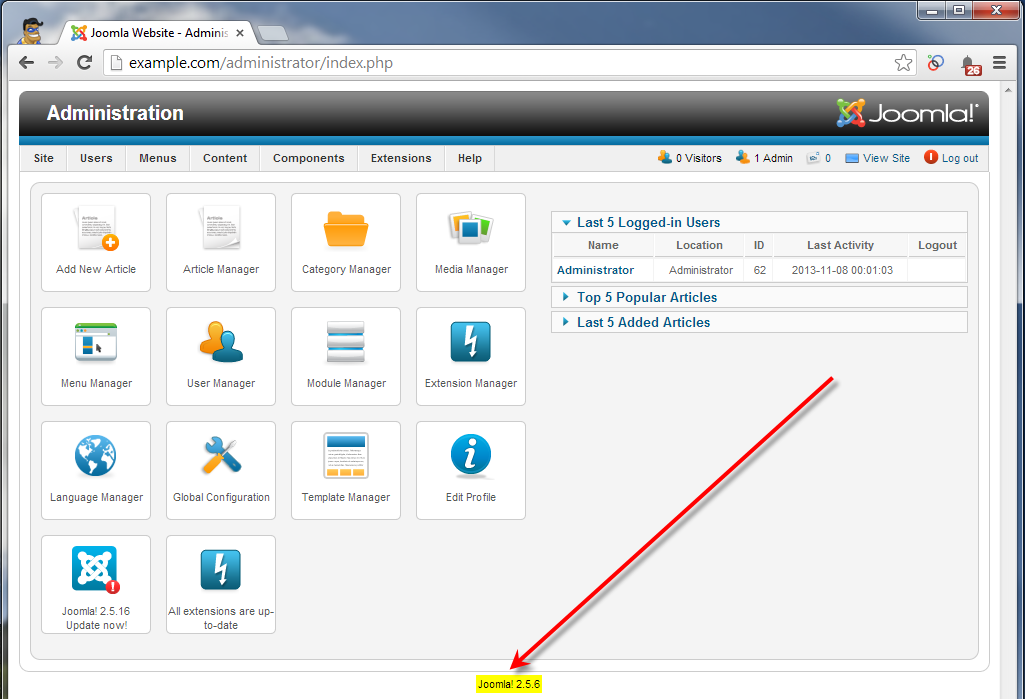 Joomla Website - Adminis
example.com/administrator/index.php
26
Administration
Joomla!
Site Users Menus Content Components Extensions Help 0 Visitors 1 Admin 0 View Site Log out
Add New Article
Article Manager
Category Manager
Media Manager
Menu Manager
User Manager
Module Manager
Extension Manager
Language Manager
Global Configuration
Template Manager
Edit Profile
Joomla! 2.5.16
Update now!
All extensions are up-
to-date
Last 5 Logged-in Users
Name Location ID Last Activity Logout
Administrator Administrator 62 2013-11-08 00:01:03
Top 5 Popular Articles
Last 5 Added Articles
Joomla! 2.5.6